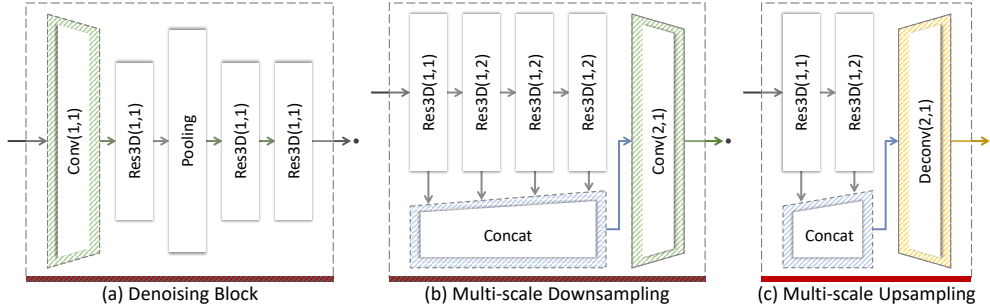 Conv(1,1)
Res3D(1,1)
Pooling
Res3D(1,1)
Res3D(1,1)
(a) Denoising Block
Res3D(1,1)
Res3D(1,2)
Res3D(1,2)
Res3D(1,2)
Concat
Conv(2,1)
(b) Multi-scale Downsampling
Res3D(1,1)
Res3D(1,2)
Concat
Deconv(2,1)
(c) Multi-scale Upsampling